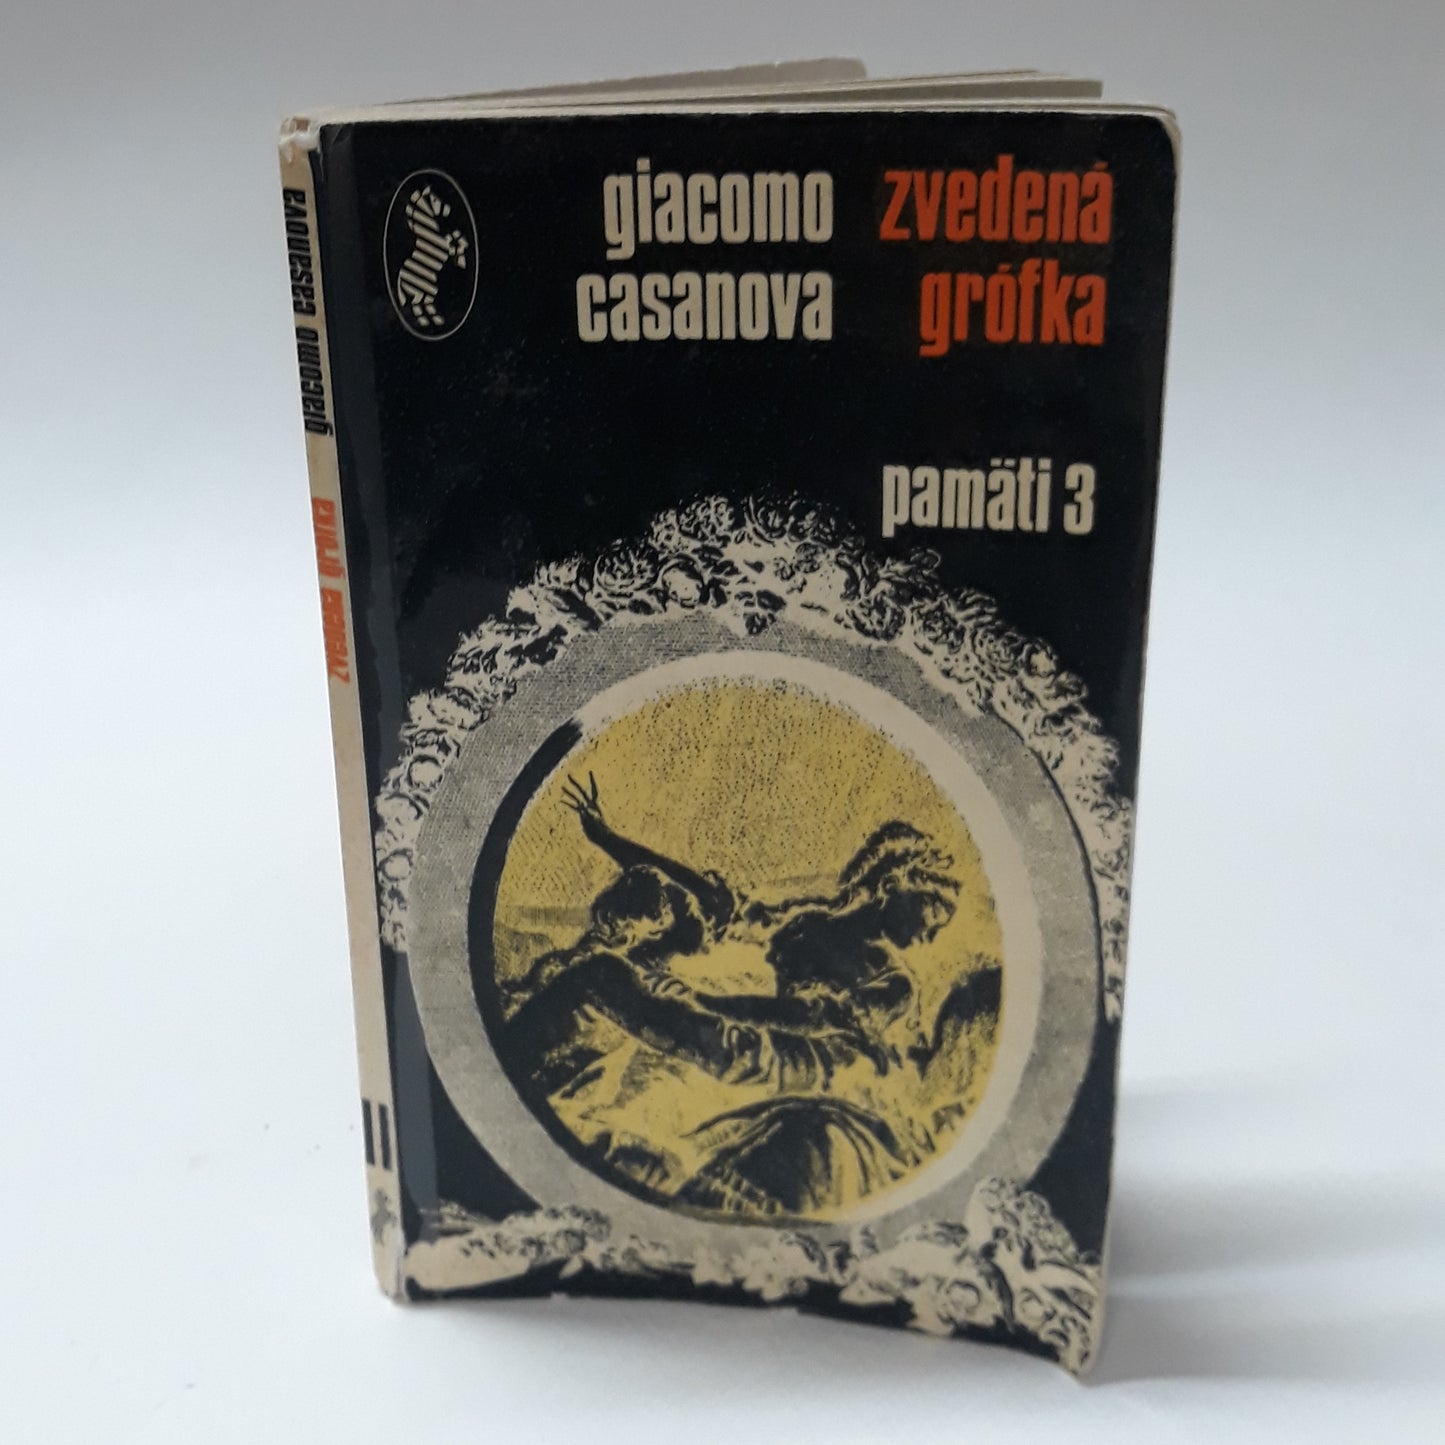 giacomo
casanova
zvedená
grófka
pamäti 3
giacomo casanova
zvedená grófka